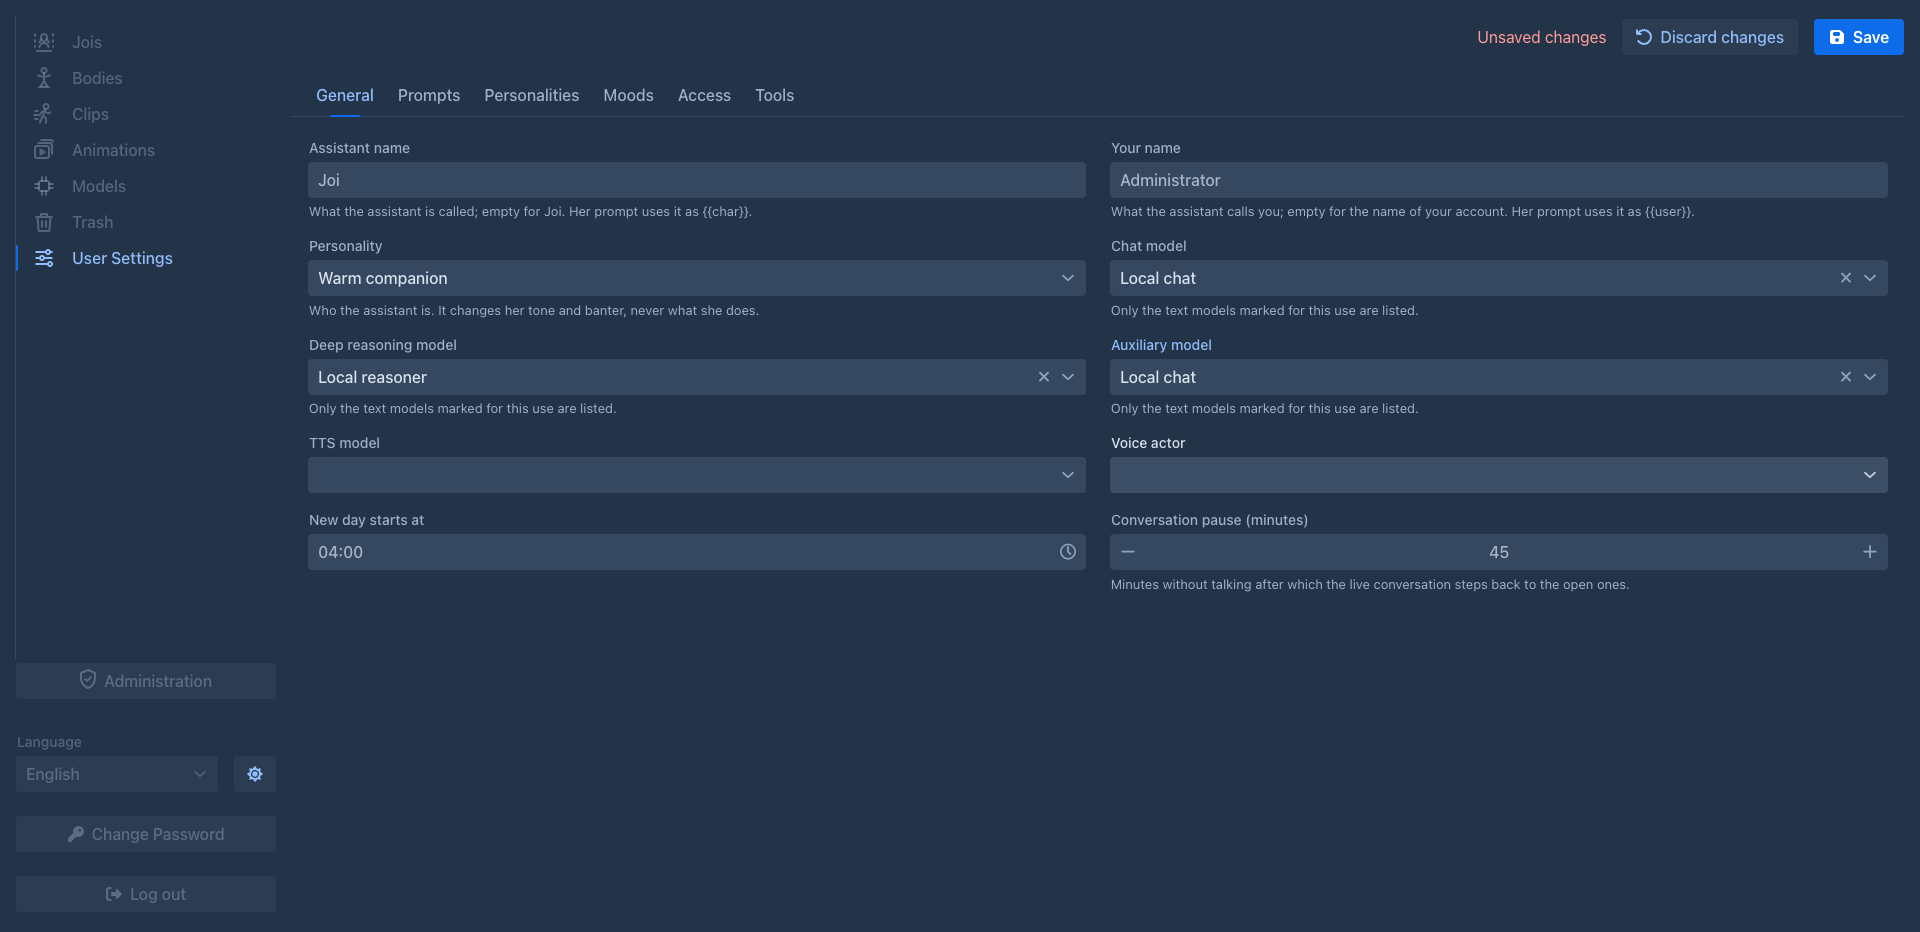 Jois
Bodies
Clips
Animations
Models
Trash
User Settings
Administration
Language
English
Change Password
Log out
Unsaved changes
Discard changes
Save
General
Prompts
Personalities
Moods
Access
Tools
Assistant name
Joi
What the assistant is called; empty for Joi. Her prompt uses it as {{char}}.
Your name
Administrator
What the assistant calls you; empty for the name of your account. Her prompt uses it as {{user}}.
Personality
Warm companion
Who the assistant is. It changes her tone and banter, never what she does.
Chat model
Local chat
Only the text models marked for this use are listed.
Deep reasoning model
Local reasoner
Only the text models marked for this use are listed.
Auxiliary model
Local chat
Only the text models marked for this use are listed.
TTS model
Voice actor
New day starts at
04:00
Conversation pause (minutes)
45
Minutes without talking after which the live conversation steps back to the open ones.